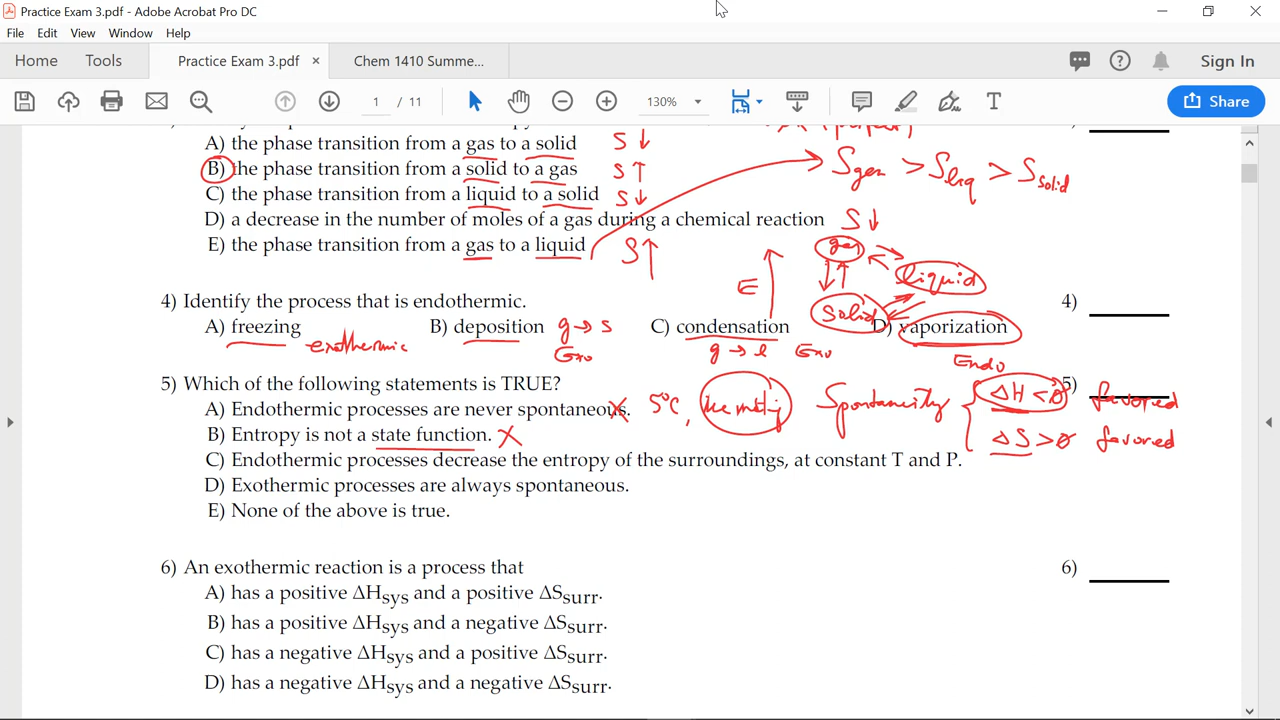 Practice Exam 3.pdf - Adobe Acrobat Pro DC
File Edit View Window Help
Home Tools Practice Exam 3.pdf × Chem 1410 Summe... Sign In
1 / 11 130% Share
A) the phase transition from a gas to a solid S ↓
B) the phase transition from a solid to a gas S ↑ S gas > S liq > S solid
C) the phase transition from a liquid to a solid S ↓
D) a decrease in the number of moles of a gas during a chemical reaction S ↓
E) the phase transition from a gas to a liquid S ↑ gas
liquid
E solid
4) Identify the process that is endothermic. 4)
A) freezing B) deposition g → s C) condensation D) vaporization
exothermic Exo g → l Exo Endo
5) Which of the following statements is TRUE? 5)
A) Endothermic processes are never spontaneous. X 5°C, ice melting Spontaneity ΔH < 0 favored
B) Entropy is not a state function. X ΔS > 0 favored
C) Endothermic processes decrease the entropy of the surroundings, at constant T and P.
D) Exothermic processes are always spontaneous.
E) None of the above is true.
6) An exothermic reaction is a process that 6)
A) has a positive ΔHsys and a positive ΔSsurr.
B) has a positive ΔHsys and a negative ΔSsurr.
C) has a negative ΔHsys and a positive ΔSsurr.
D) has a negative ΔHsys and a negative ΔSsurr.